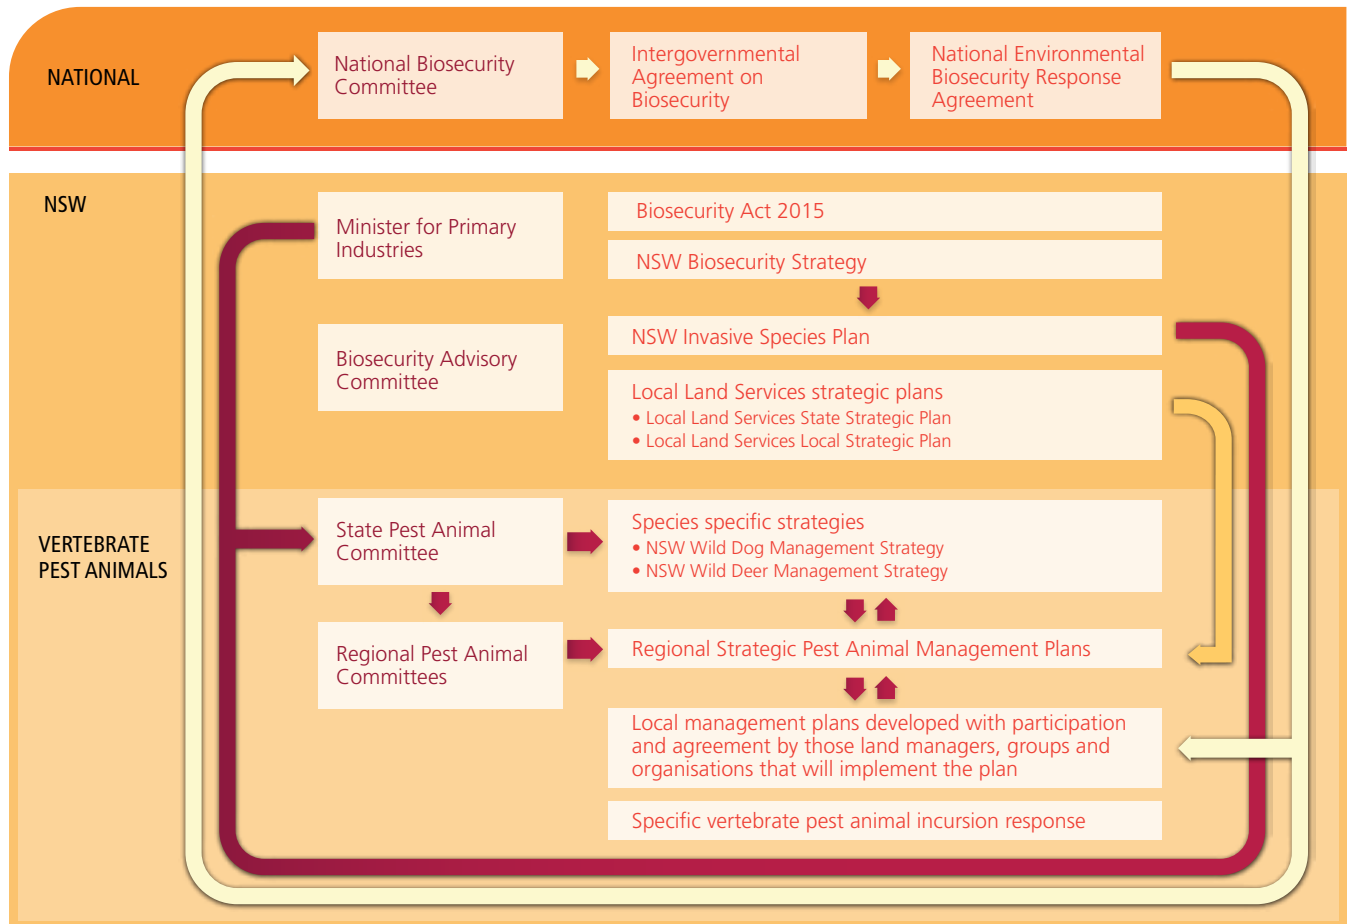 NATIONAL
National Biosecurity
Committee
Intergovernmental
Agreement on
Biosecurity
National Environmental
Biosecurity Response
Agreement
NSW
Minister for Primary
Industries
Biosecurity Act 2015
NSW Biosecurity Strategy
Biosecurity Advisory
Committee
NSW Invasive Species Plan
Local Land Services strategic plans
• Local Land Services State Strategic Plan
• Local Land Services Local Strategic Plan
VERTEBRATE
PEST ANIMALS
State Pest Animal
Committee
Species specific strategies
• NSW Wild Dog Management Strategy
• NSW Wild Deer Management Strategy
Regional Pest Animal
Committees
Regional Strategic Pest Animal Management Plans
Local management plans developed with participation
and agreement by those land managers, groups and
organisations that will implement the plan
Specific vertebrate pest animal incursion response